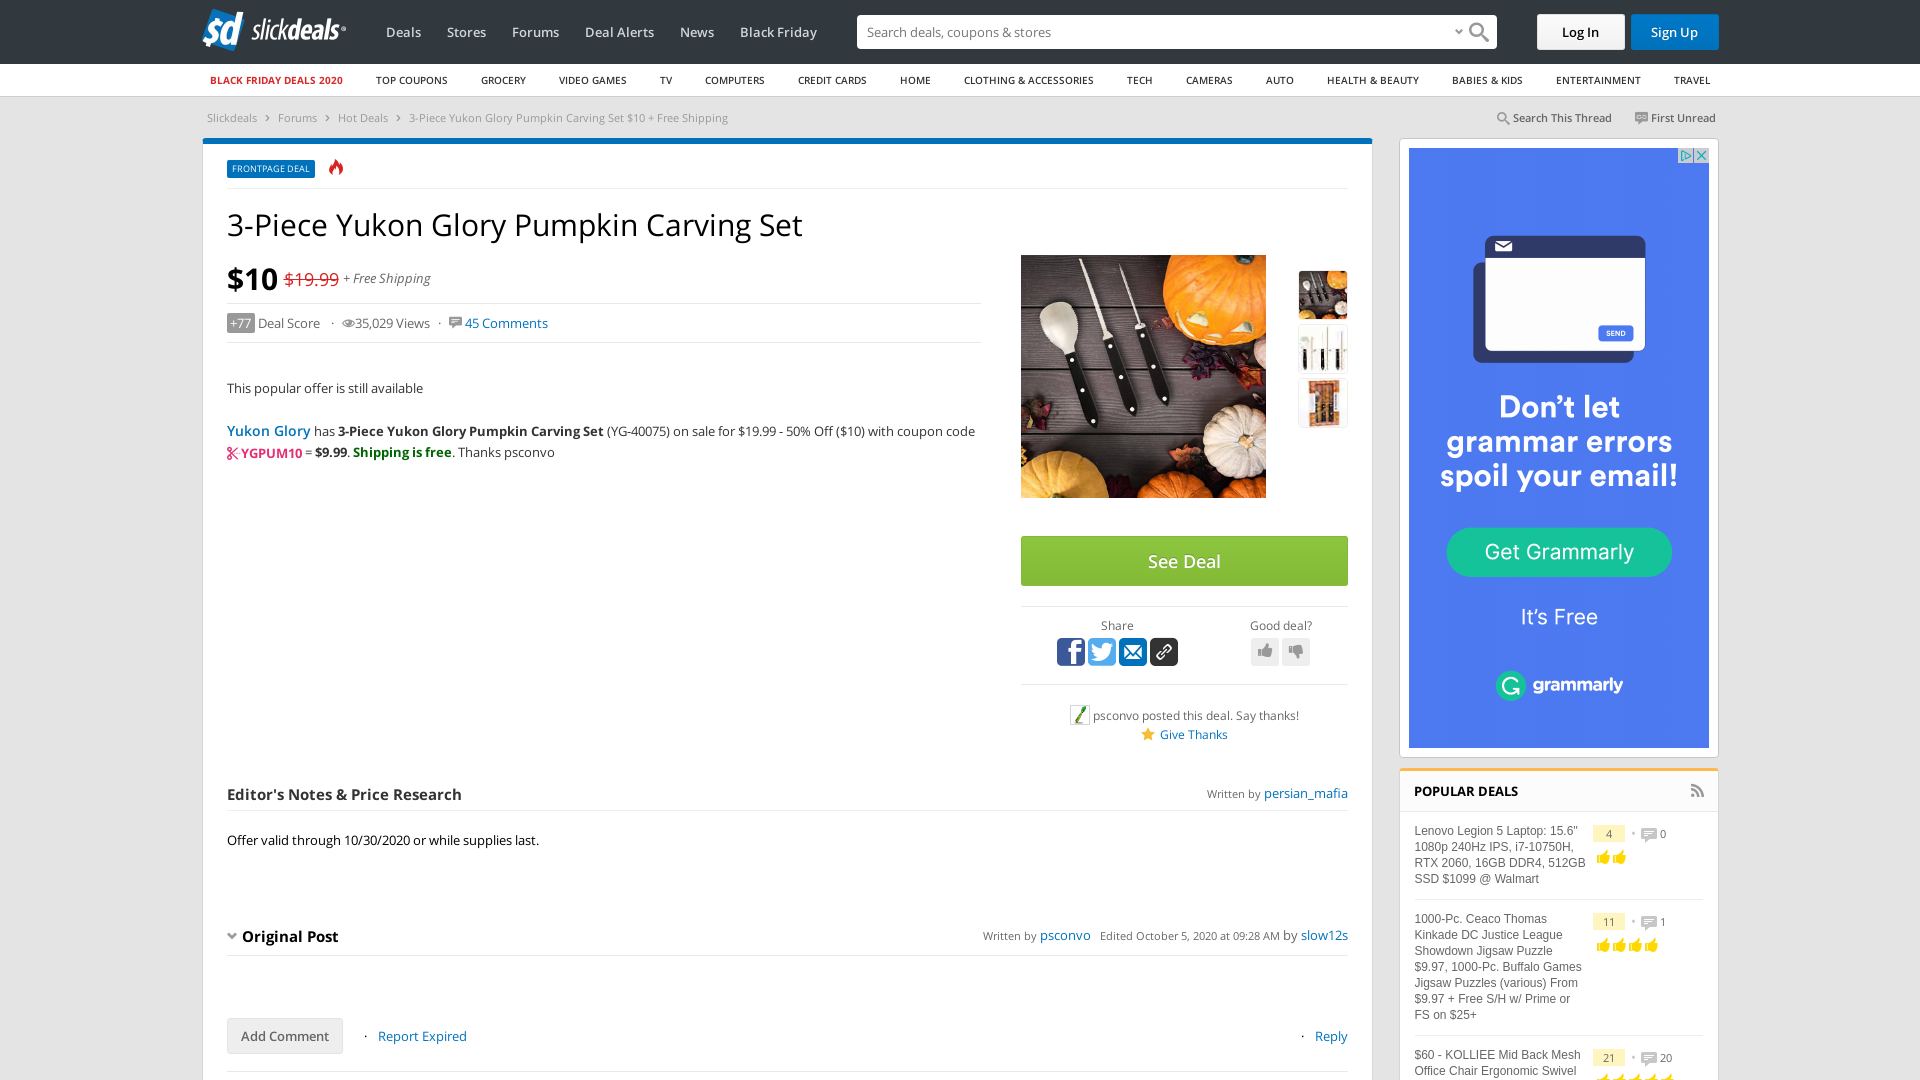 slickdeals
Deals
Stores
Forums
Deal Alerts
News
Black Friday
Search deals, coupons & stores
Log In
Sign Up
BLACK FRIDAY DEALS 2020
TOP COUPONS
GROCERY
VIDEO GAMES
TV
COMPUTERS
CREDIT CARDS
HOME
CLOTHING & ACCESSORIES
TECH
CAMERAS
AUTO
HEALTH & BEAUTY
BABIES & KIDS
ENTERTAINMENT
TRAVEL
Slickdeals > Forums > Hot Deals > 3-Piece Yukon Glory Pumpkin Carving Set $10 + Free Shipping
Search This Thread
First Unread
FRONTPAGE DEAL
3-Piece Yukon Glory Pumpkin Carving Set
$10 $19.99 + Free Shipping
+77 Deal Score · 35,029 Views · 45 Comments
This popular offer is still available
Yukon Glory has 3-Piece Yukon Glory Pumpkin Carving Set (YG-40075) on sale for $19.99 - 50% Off ($10) with coupon code
YGPUM10 = $9.99. Shipping is free. Thanks psconvo
See Deal
Share
Good deal?
psconvo posted this deal. Say thanks!
Give Thanks
Editor's Notes & Price Research
Written by persian_mafia
Offer valid through 10/30/2020 or while supplies last.
Original Post
Written by psconvo Edited October 5, 2020 at 09:28 AM by slow12s
Add Comment
· Report Expired
· Reply
SEND
Don't let
grammar errors
spoil your email!
Get Grammarly
It's Free
grammarly
POPULAR DEALS
Lenovo Legion 5 Laptop: 15.6"
1080p 240Hz IPS, i7-10750H,
RTX 2060, 16GB DDR4, 512GB
SSD $1099 @ Walmart
4 • 0
1000-Pc. Ceaco Thomas
Kinkade DC Justice League
Showdown Jigsaw Puzzle
$9.97, 1000-Pc. Buffalo Games
Jigsaw Puzzles (various) From
$9.97 + Free S/H w/ Prime or
FS on $25+
11 • 1
$60 - KOLLIEE Mid Back Mesh
Office Chair Ergonomic Swivel
21 • 20